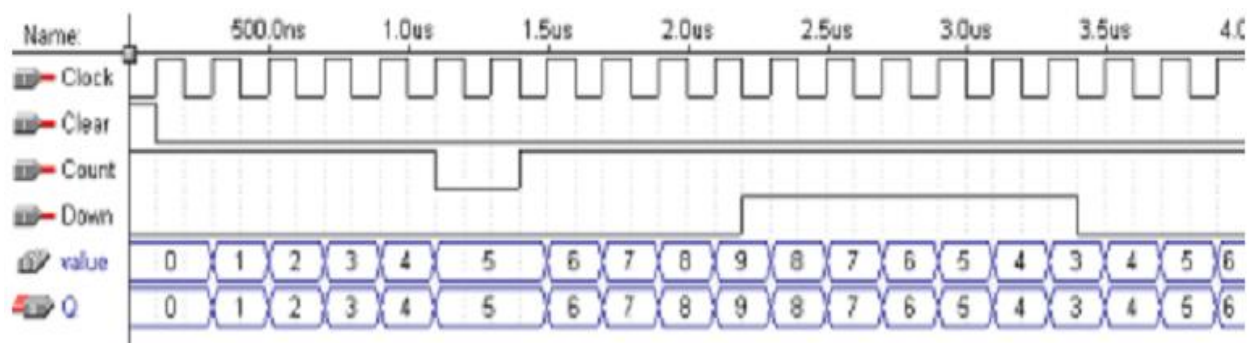 Name: 500.0ns 1.0us 1.5us 2.0us 2.5us 3.0us 3.5us 4.0
Clock
Clear
Count
Down
value 0 1 2 3 4 5 6 7 8 9 8 7 6 5 4 3 4 5 6
Q 0 1 2 3 4 5 6 7 8 9 8 7 6 5 4 3 4 5 6